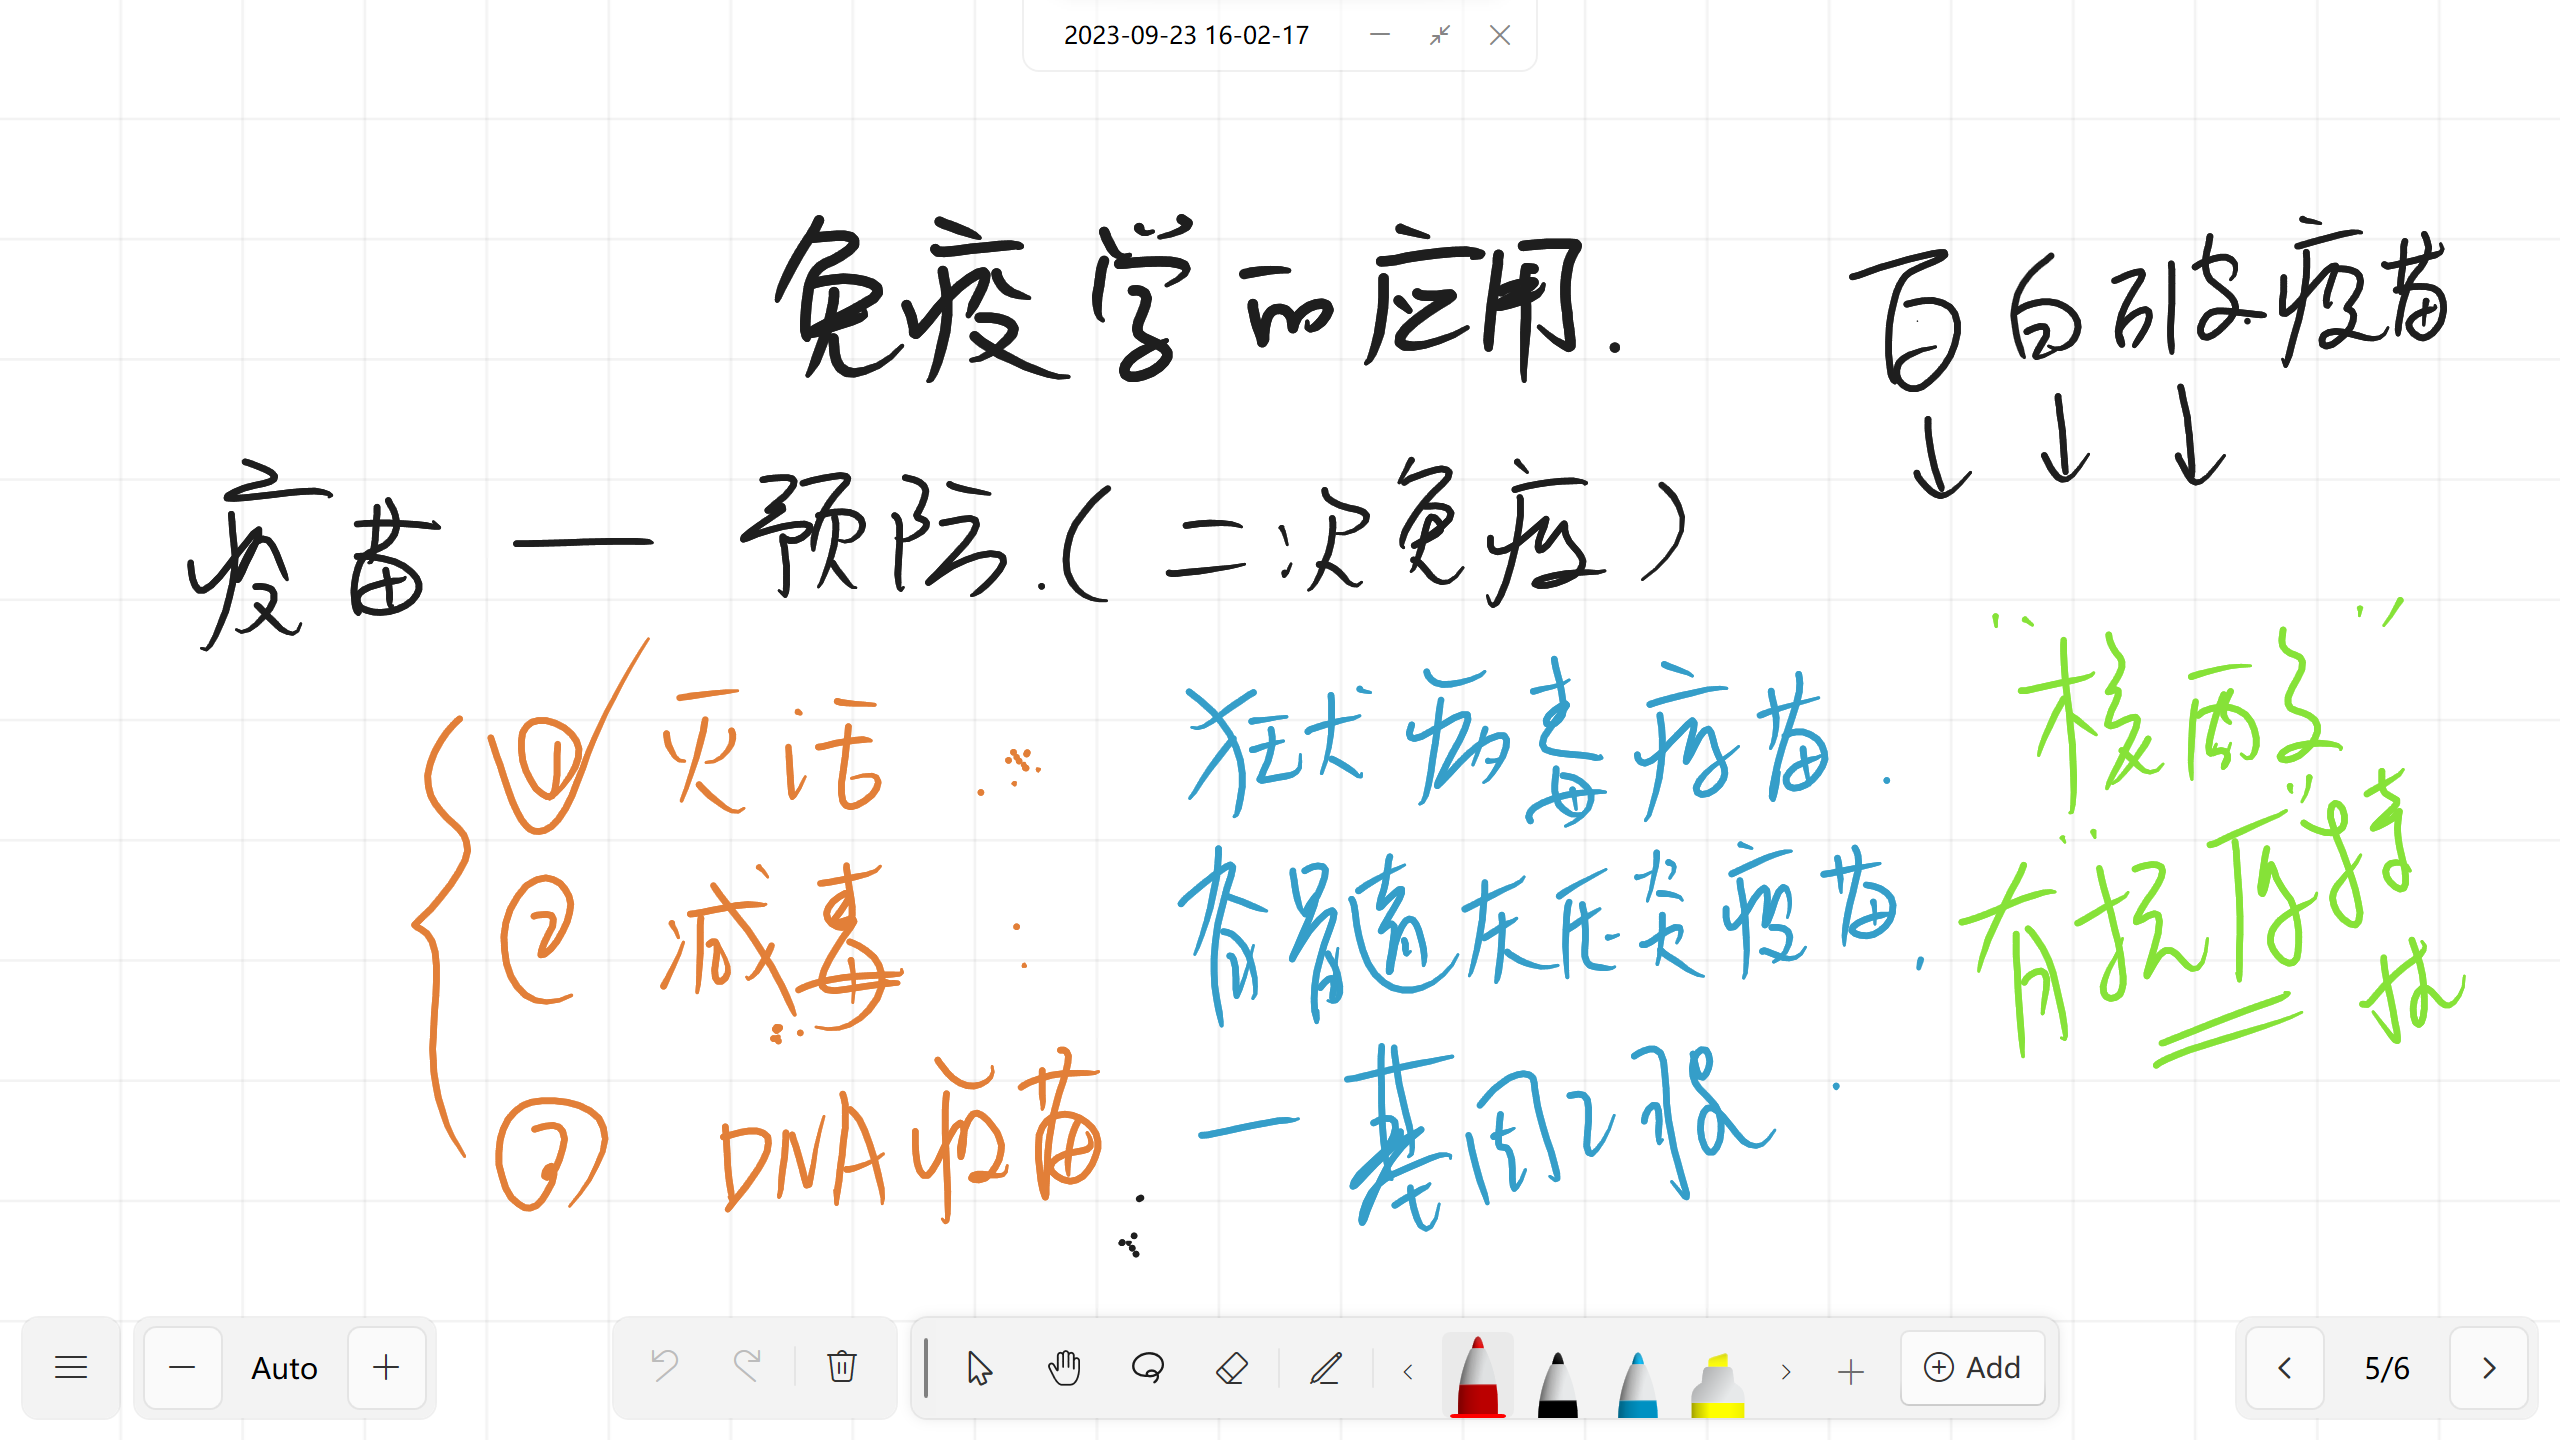 2023-09-23 16-02-17
免疫学的应用.
百白破疫苗
疫苗 — 预防.(二次免疫)
① 灭活 : 狂犬病毒疫苗.
② 减毒 : 脊髓灰质炎疫苗.
③ DNA疫苗. — 基因工程
"核酸"
有抗原特
Auto
Add
5/6